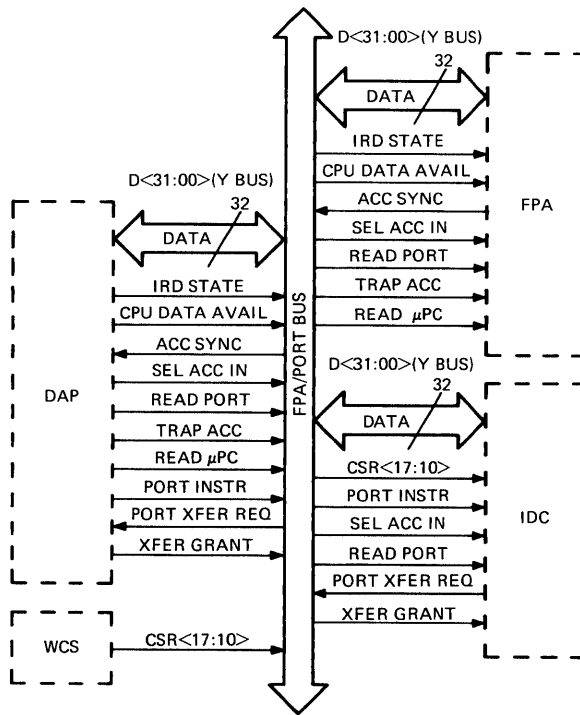 D<31:00>(Y BUS)
32
DATA
IRD STATE
CPU DATA AVAIL
ACC SYNC
SEL ACC IN
READ PORT
TRAP ACC
READ μPC
FPA
D<31:00>(Y BUS)
32
DATA
IRD STATE
CPU DATA AVAIL
ACC SYNC
SEL ACC IN
READ PORT
TRAP ACC
READ μPC
PORT INSTR
PORT XFER REQ
XFER GRANT
DAP
FPA/PORT BUS
D<31:00>(Y BUS)
32
DATA
CSR<17:10>
PORT INSTR
SEL ACC IN
READ PORT
PORT XFER REQ
XFER GRANT
IDC
WCS
CSR<17:10>